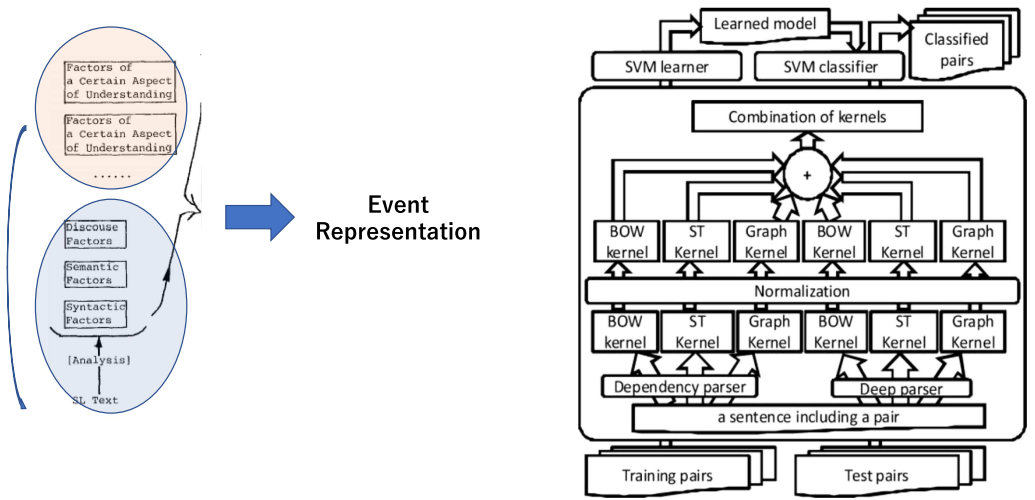 Factors of
a Certain Aspect
of Understanding
Factors of
a Certain Aspect
of Understanding
......
Discouse
Factors
Semantic
Factors
Syntactic
Factors
[Analysis]
SL Text
Event
Representation
Learned model
Classified
pairs
SVM learner
SVM classifier
Combination of kernels
+
BOW
kernel
ST
Kernel
Graph
Kernel
BOW
kernel
ST
Kernel
Graph
Kernel
Normalization
BOW
kernel
ST
Kernel
Graph
Kernel
BOW
kernel
ST
Kernel
Graph
Kernel
Dependency parser
Deep parser
a sentence including a pair
Training pairs
Test pairs